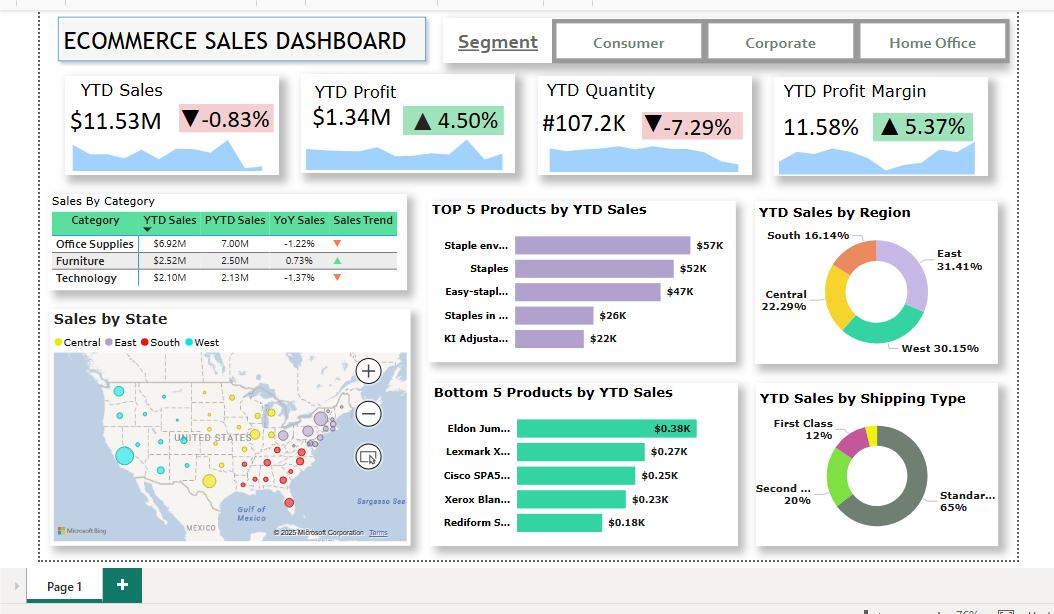 ECOMMERCE SALES DASHBOARD
Segment
Consumer
Corporate
Home Office
YTD Sales
$11.53M ▼-0.83%
YTD Profit
$1.34M ▲ 4.50%
YTD Quantity
#107.2K ▼-7.29%
YTD Profit Margin
11.58% ▲ 5.37%
Sales By Category
Category YTD Sales PYTD Sales YoY Sales Sales Trend
Office Supplies $6.92M 7.00M -1.22% ▼
Furniture $2.52M 2.50M 0.73% ▲
Technology $2.10M 2.13M -1.37% ▼
Sales by State
Central East South West
UNITED STATES
Gulf of
Mexico
Sargasso Sea
MEXICO
Microsoft Bing
© 2025 Microsoft Corporation Terms
TOP 5 Products by YTD Sales
Staple env... $57K
Staples $52K
Easy-stapl... $47K
Staples in ... $26K
KI Adjusta... $22K
Bottom 5 Products by YTD Sales
Eldon Jum... $0.38K
Lexmark X... $0.27K
Cisco SPA5... $0.25K
Xerox Blan... $0.23K
Rediform S... $0.18K
YTD Sales by Region
South 16.14%
East
31.41%
Central
22.29%
West 30.15%
YTD Sales by Shipping Type
First Class
12%
Second ...
20%
Standar...
65%
Page 1